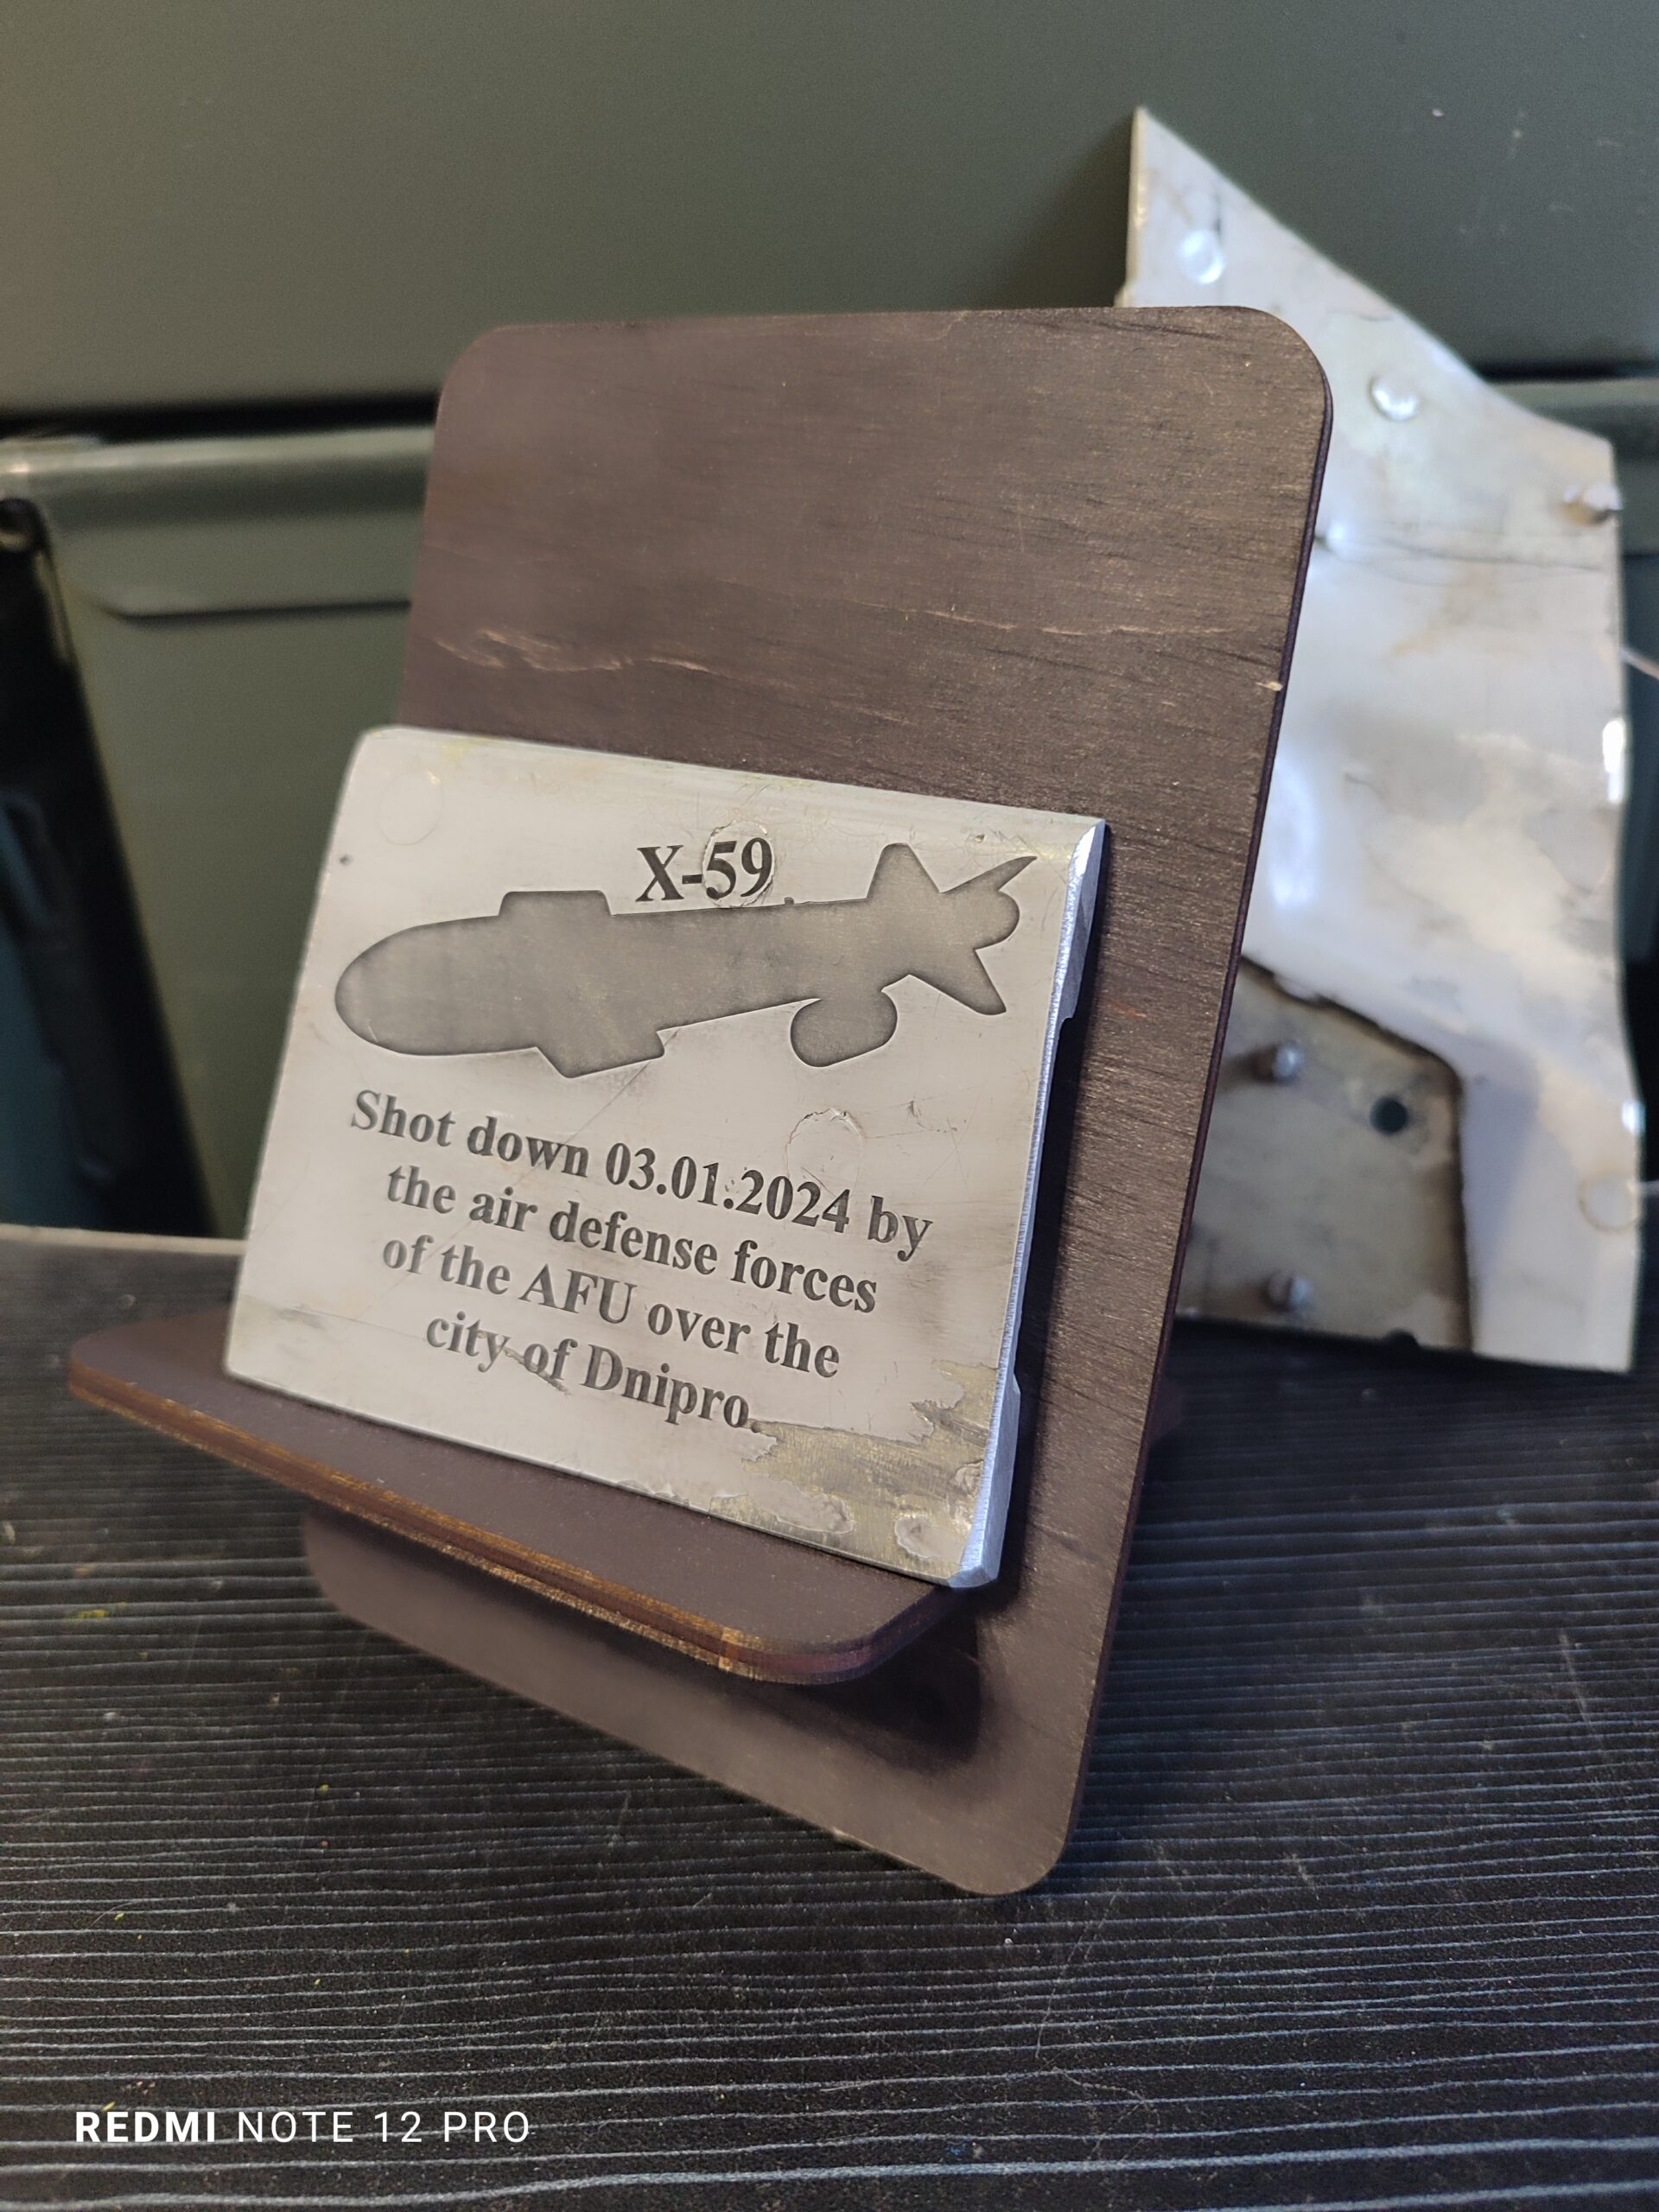 X-59
Shot down 03.01.2024 by
the air defense forces
of the AFU over the
city of Dnipro.
REDMI NOTE 12 PRO